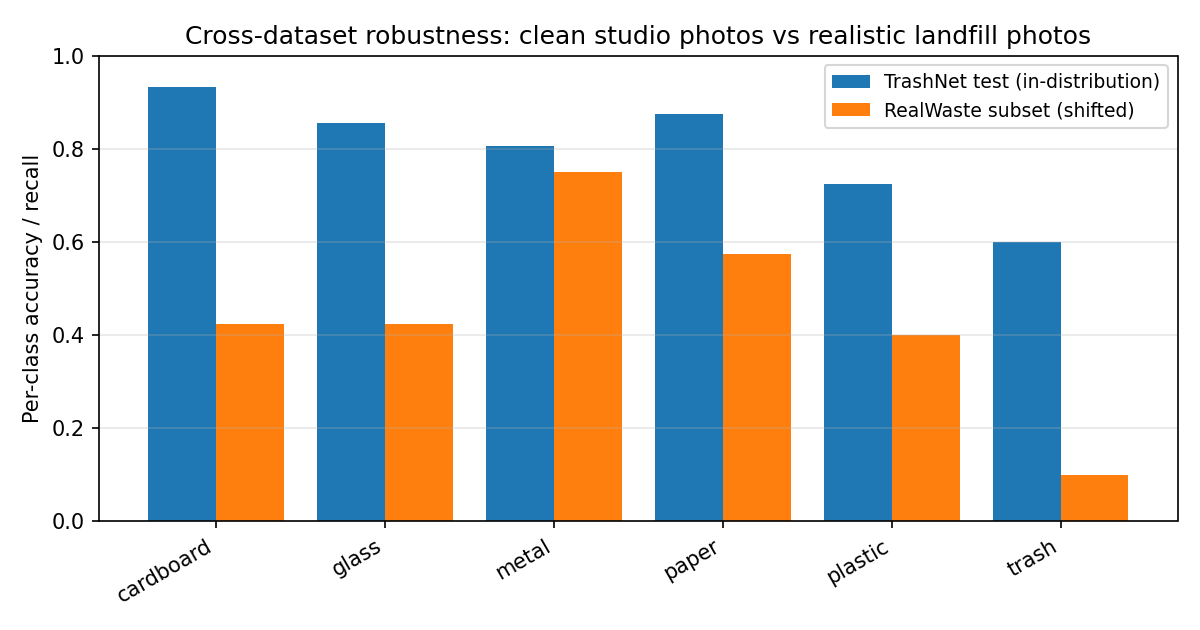 Cross-dataset robustness: clean studio photos vs realistic landfill photos
TrashNet test (in-distribution)
RealWaste subset (shifted)
Per-class accuracy / recall
1.0
0.8
0.6
0.4
0.2
0.0
cardboard
glass
metal
paper
plastic
trash